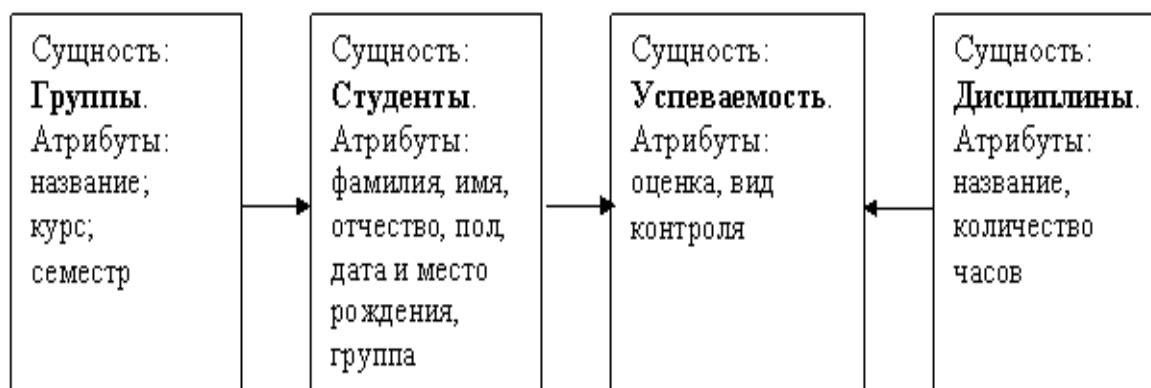 Сущность:
Группы.
Атрибуты:
название;
курс;
семестр
Сущность:
Студенты.
Атрибуты:
фамилия, имя,
отчество, пол,
дата и место
рождения,
группа
Сущность:
Успеваемость.
Атрибуты:
оценка, вид
контроля
Сущность:
Дисциплины.
Атрибуты:
название,
количество
часов